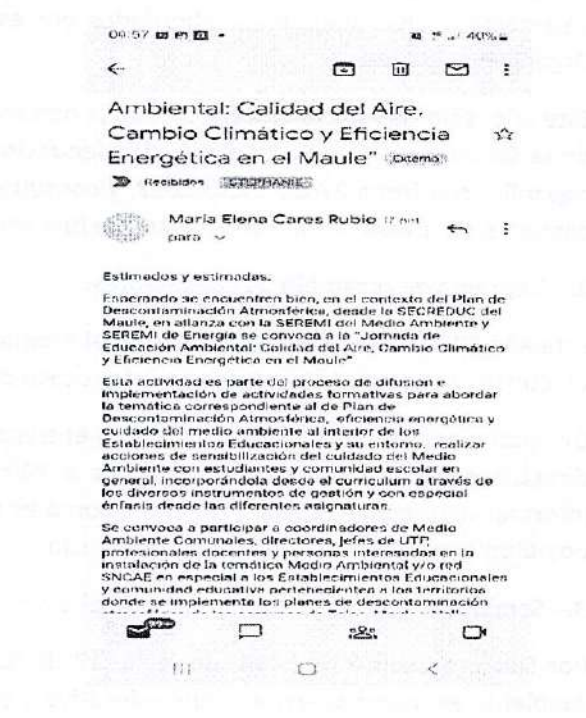 40%
Ambiental: Calidad del Aire,
Cambio Climático y Eficiencia
Energética en el Maule" Externo
Recibidos
María Elena Cares Rubio
para
Estimados y estimadas.
Esperando se encuentren bien, en el contexto del Plan de
Descontaminación Atmosférica, desde la SECREDUC del
Maule, en alianza con la SEREMI del Medio Ambiente y
SEREMI de Energía se convoca a la "Jornada de
Educación Ambiental: Calidad del Aire, Cambio Climático
y Eficiencia Energética en el Maule"
Esta actividad es parte del proceso de difusión e
implementación de actividades formativas para abordar
la temática correspondiente al de Plan de
Descontaminación Atmosférica, eficiencia energética y
cuidado del medio ambiente al interior de los
Establecimientos Educacionales y su entorno, realizar
acciones de sensibilización del cuidado del Medio
Ambiente con estudiantes y comunidad escolar en
general, incorporándola desde el curriculum a través de
los diversos instrumentos de gestión y con especial
énfasis desde las diferentes asignaturas.
Se convoca a participar a coordinadores de Medio
Ambiente Comunales, directores, jefes de UTP,
profesionales docentes y personas interesadas en la
instalación de la temática Medio Ambiental y/o red
SNCAE en especial a los Establecimientos Educacionales
y comunidad educativa pertenecientes a los territorios
donde se implementa los planes de descontaminación
99+